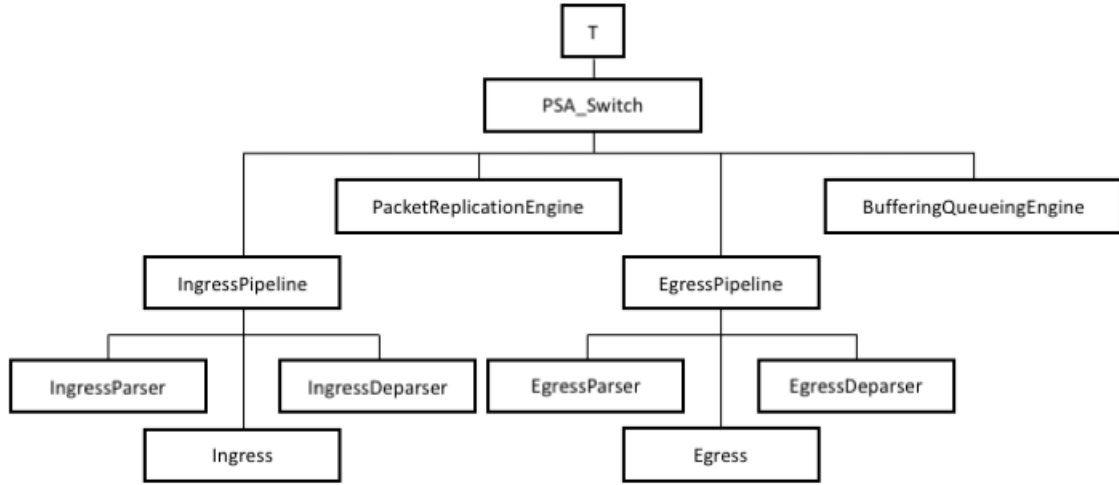 T
PSA_Switch
PacketReplicationEngine
BufferingQueueingEngine
IngressPipeline
EgressPipeline
IngressParser
IngressDeparser
EgressParser
EgressDeparser
Ingress
Egress